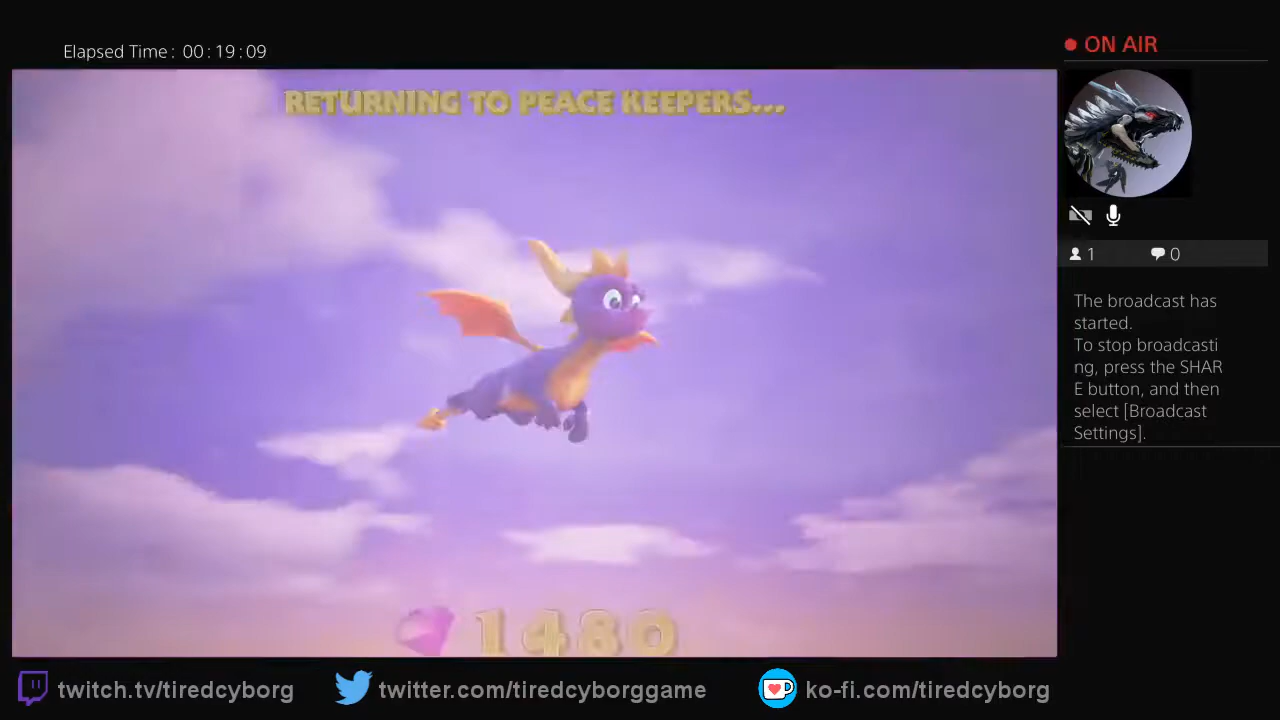 Elapsed Time: 00:19:09
ON AIR
RETURNING TO PEACE KEEPERS...
1
0
The broadcast has
started.
To stop broadcasti
ng, press the SHAR
E button, and then
select [Broadcast
Settings].
1480
twitch.tv/tiredcyborg
twitter.com/tiredcyborggame
ko-fi.com/tiredcyborg